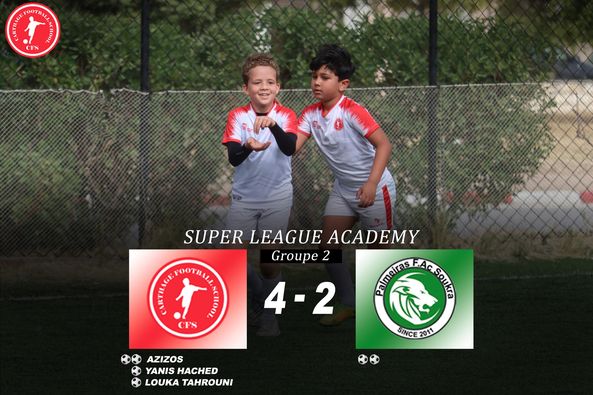 CARTHAGE FOOTBALL SCHOOL
CFS
SUPER LEAGUE ACADEMY
Groupe 2
CARTHAGE FOOTBALL SCHOOL
CFS
4 - 2
Palmeiras F.Ac Soukra
SINCE 2011
AZIZOS
YANIS HACHED
LOUKA TAHROUNI